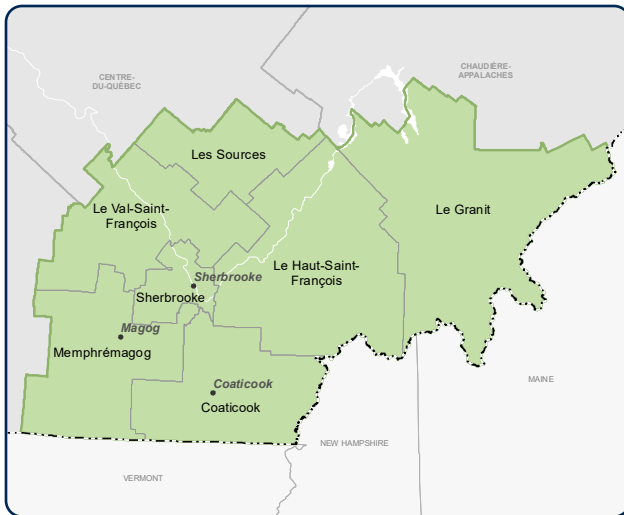 CENTRE-
DU-QUÉBEC
CHAUDIÈRE-
APPALACHES
Les Sources
Le Val-Saint-
François
Le Granit
Le Haut-Saint-
François
Sherbrooke
Sherbrooke
Magog
Memphrémagog
Coaticook
Coaticook
MAINE
NEW HAMPSHIRE
VERMONT